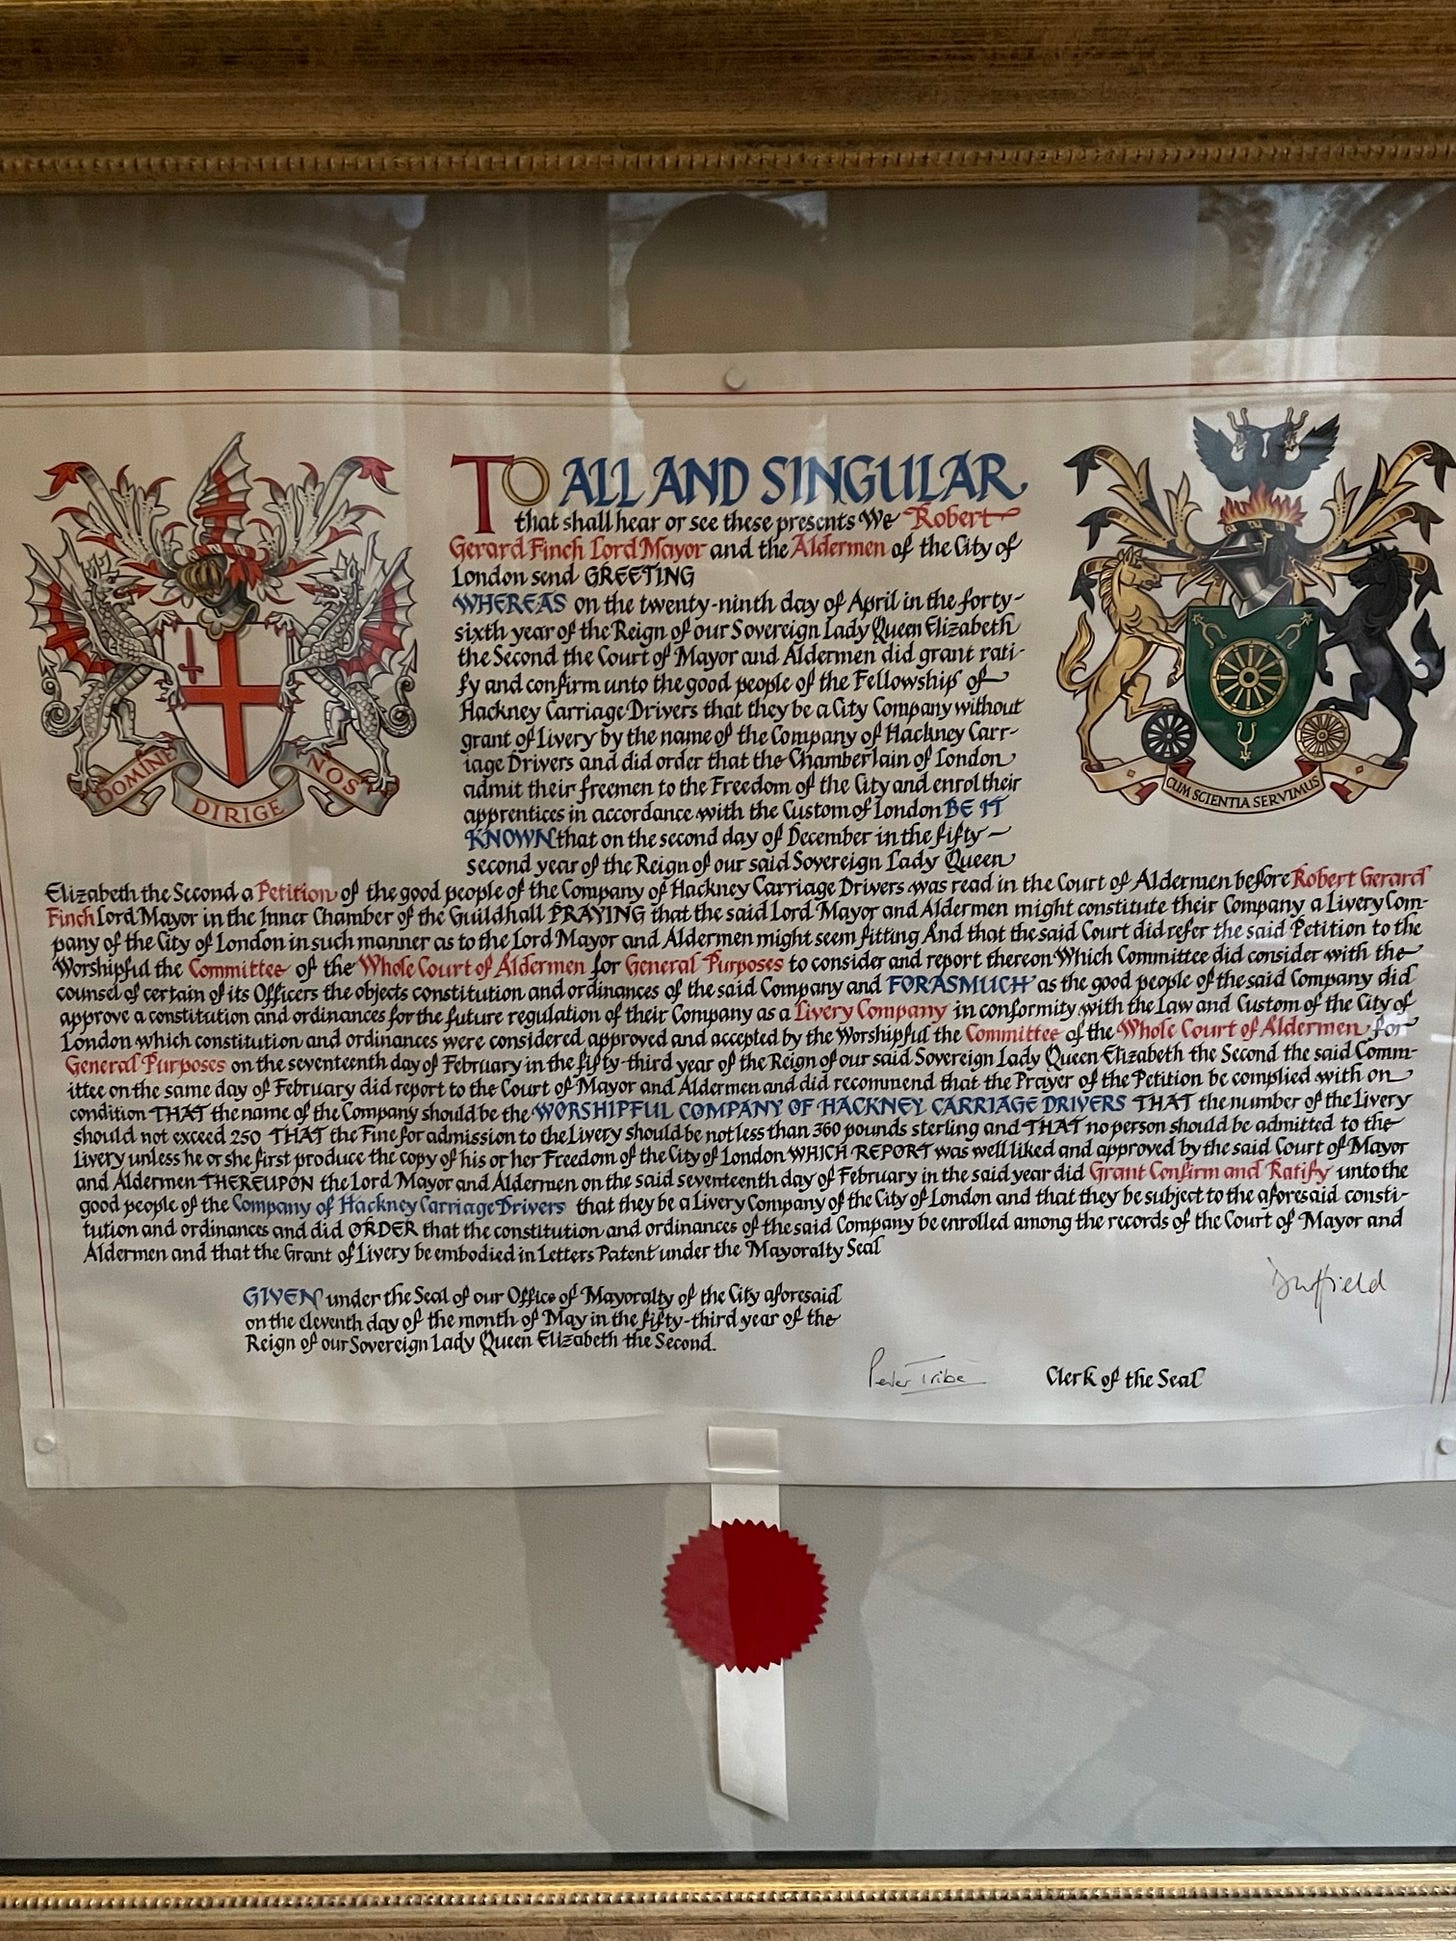 TO ALL AND SINGULAR
that shall hear or see these presents We Robert
Gerard Finch Lord Mayor and the Aldermen of the City of
London send GREETING
WHEREAS on the twenty-ninth day of April in the forty-
sixth year of the Reign of our Sovereign Lady Queen Elizabeth
the Second the Court of Mayor and Aldermen did grant rati-
fy and confirm unto the good people of the Fellowship of
Hackney Carriage Drivers that they be a City Company without
grant of Livery by the name of the Company of Hackney Carr-
iage Drivers and did order that the Chamberlain of London
admit their freemen to the Freedom of the City and enrol their
apprentices in accordance with the Custom of London BE IT
KNOWN that on the second day of December in the fifty-
second year of the Reign of our said Sovereign Lady Queen
Elizabeth the Second a Petition of the good people of the Company of Hackney Carriage Drivers was read in the Court of Aldermen before Robert Gerard
Finch Lord Mayor in the Inner Chamber of the Guildhall PRAYING that the said Lord Mayor and Aldermen might constitute their Company a Livery Com-
pany of the City of London in such manner as to the Lord Mayor and Aldermen might seem fitting And that the said Court did refer the said Petition to the
Worshipful the Committee of the Whole Court of Aldermen for General Purposes to consider and report thereon Which Committee did consider with the
counsel of certain of its Officers the objects constitution and ordinances of the said Company and FORASMUCH as the good people of the said Company did
approve a constitution and ordinances for the future regulation of their Company as a Livery Company in conformity with the Law and Custom of the City of
London which constitution and ordinances were considered approved and accepted by the Worshipful the Committee of the Whole Court of Aldermen for
General Purposes on the seventeenth day of February in the fifty-third year of the Reign of our said Sovereign Lady Queen Elizabeth the Second the said Comm-
ittee on the same day of February did report to the Court of Mayor and Aldermen and did recommend that the Prayer of the Petition be complied with on
condition THAT the name of the Company should be the WORSHIPFUL COMPANY OF HACKNEY CARRIAGE DRIVERS THAT the number of the Livery
should not exceed 250 THAT the Fine for admission to the Livery should be not less than 360 pounds sterling and THAT no person should be admitted to the
Livery unless he or she first produce the copy of his or her Freedom of the City of London WHICH REPORT was well liked and approved by the said Court of Mayor
and Aldermen THEREUPON the Lord Mayor and Aldermen on the said seventeenth day of February in the said year did Grant Confirm and Ratify unto the
good people of the Company of Hackney Carriage Drivers that they be a Livery Company of the City of London and that they be subject to the aforesaid consti-
tution and ordinances and did ORDER that the constitution and ordinances of the said Company be enrolled among the records of the Court of Mayor and
Aldermen and that the Grant of Livery be embodied in Letters Patent under the Mayoralty Seal
GIVEN under the Seal of our Office of Mayoralty of the City aforesaid
on the eleventh day of the month of May in the fifty-third year of the
Reign of our Sovereign Lady Queen Elizabeth the Second.
Peter Tribe
Clerk of the Seal
DOMINE DIRIGE NOS
CUM SCIENTIA SERVIMUS